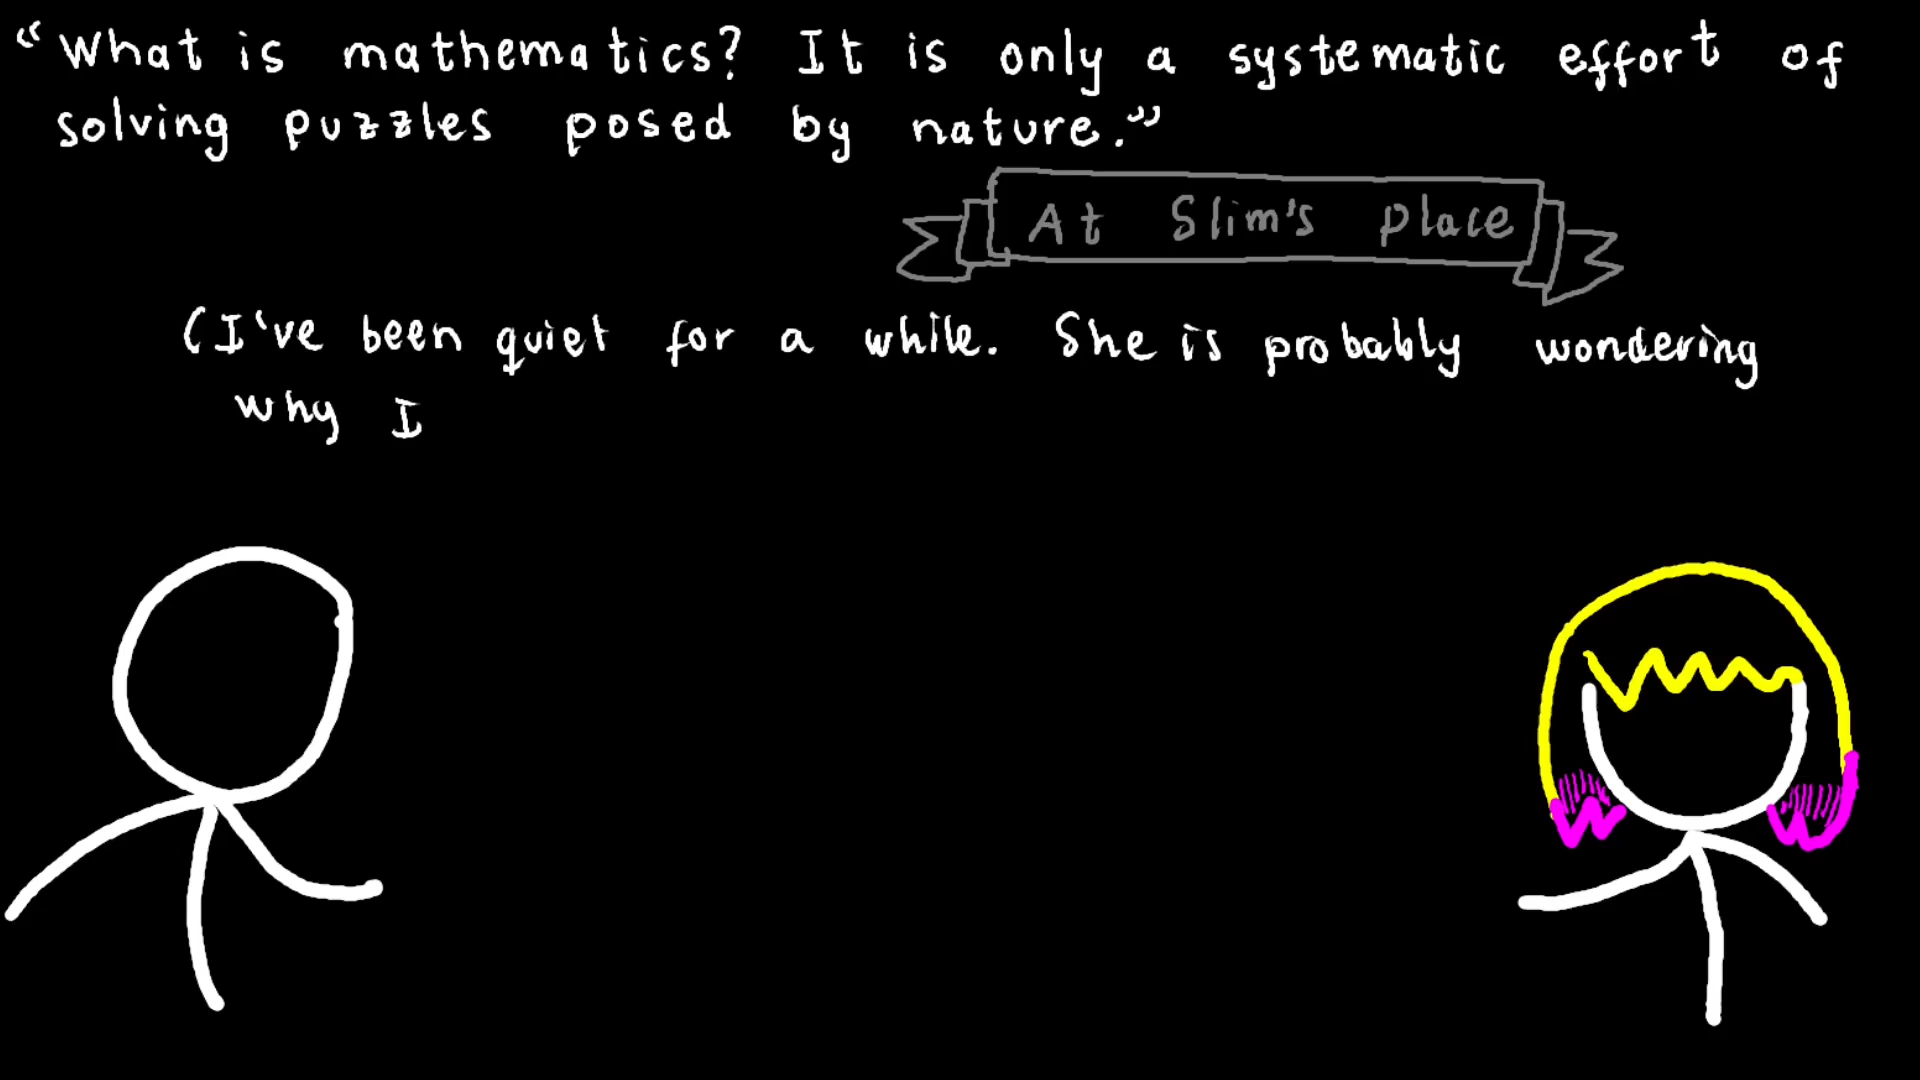 “What is mathematics? It is only a systematic effort of
solving puzzles posed by nature.”
At Slim's place
(I've been quiet for a while. She is probably wondering
why I